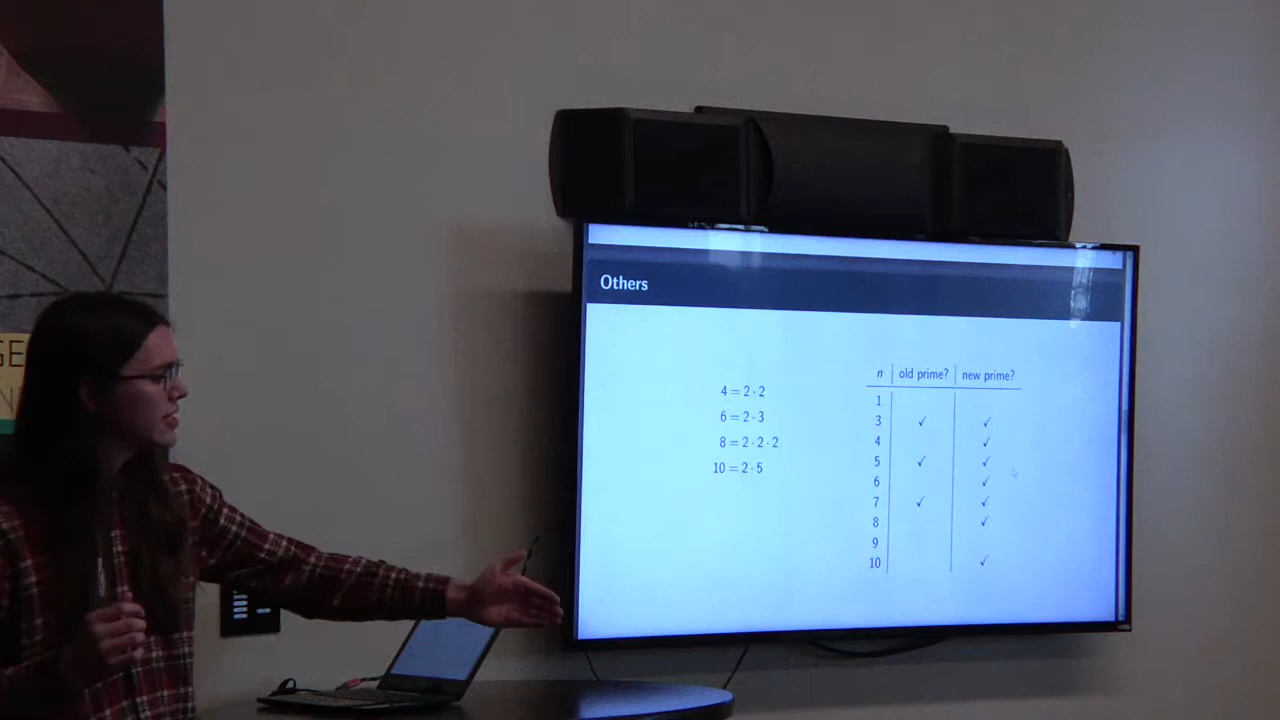 Others
4 = 2 · 2
6 = 2 · 3
8 = 2 · 2 · 2
10 = 2 · 5
n old prime? new prime?
1
3 ✓ ✓
4 ✓
5 ✓ ✓
6 ✓
7 ✓ ✓
8 ✓
9
10 ✓
GE
N